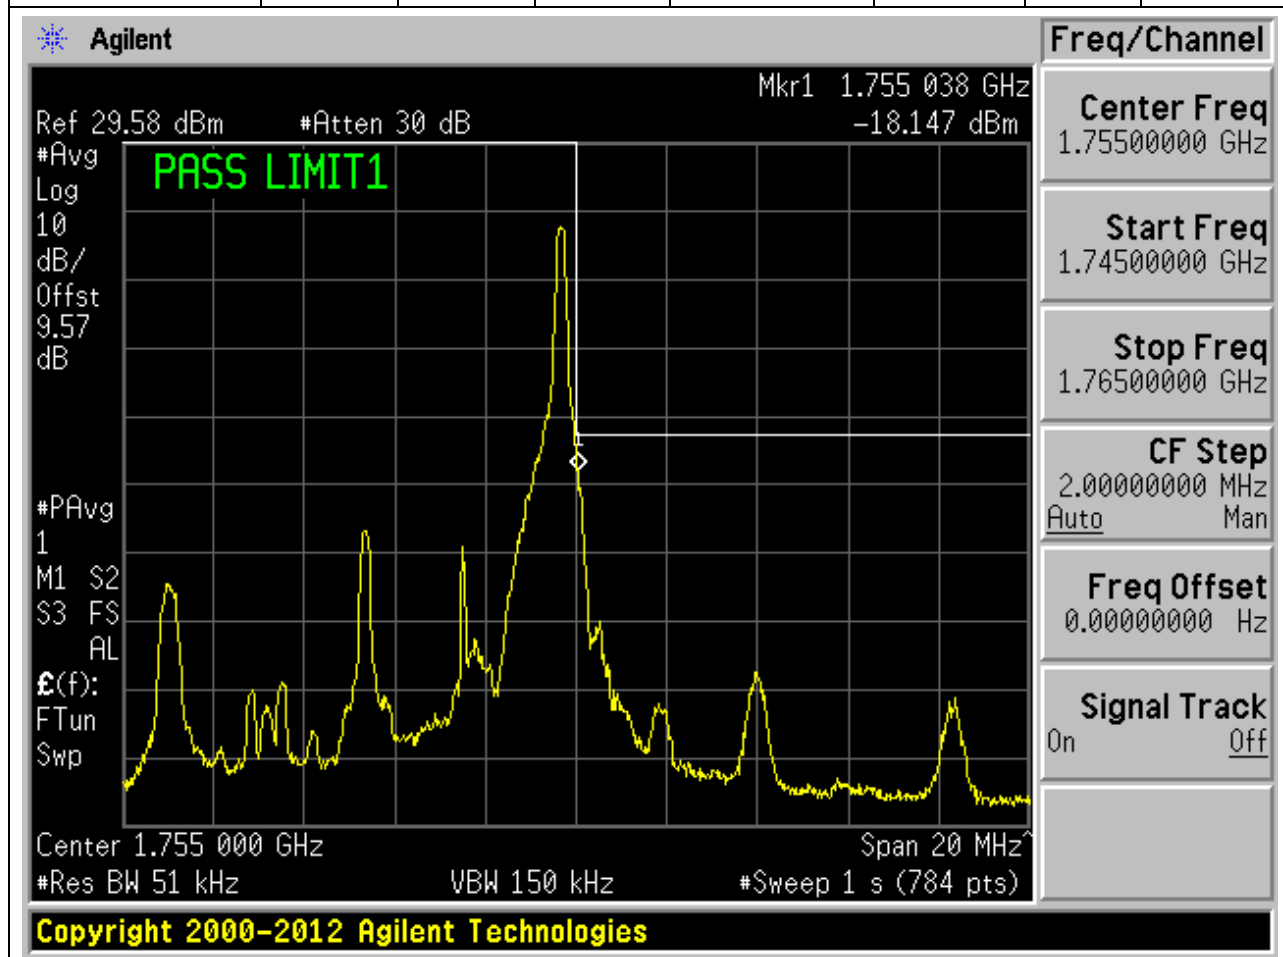 Agilent
Freq/Channel
Mkr1 1.755 038 GHz
Ref 29.58 dBm #Atten 30 dB -18.147 dBm
#Avg
Log
10
dB/
Offst
9.57
dB
PASS LIMIT1
1
#PAvg
1
M1 S2
S3 FS
AL
£(f):
FTun
Swp
Center 1.755 000 GHz Span 20 MHz^
#Res BW 51 kHz VBW 150 kHz #Sweep 1 s (784 pts)
Center Freq
1.75500000 GHz
Start Freq
1.74500000 GHz
Stop Freq
1.76500000 GHz
CF Step
2.00000000 MHz
Auto Man
Freq Offset
0.00000000 Hz
Signal Track
On Off
Copyright 2000-2012 Agilent Technologies